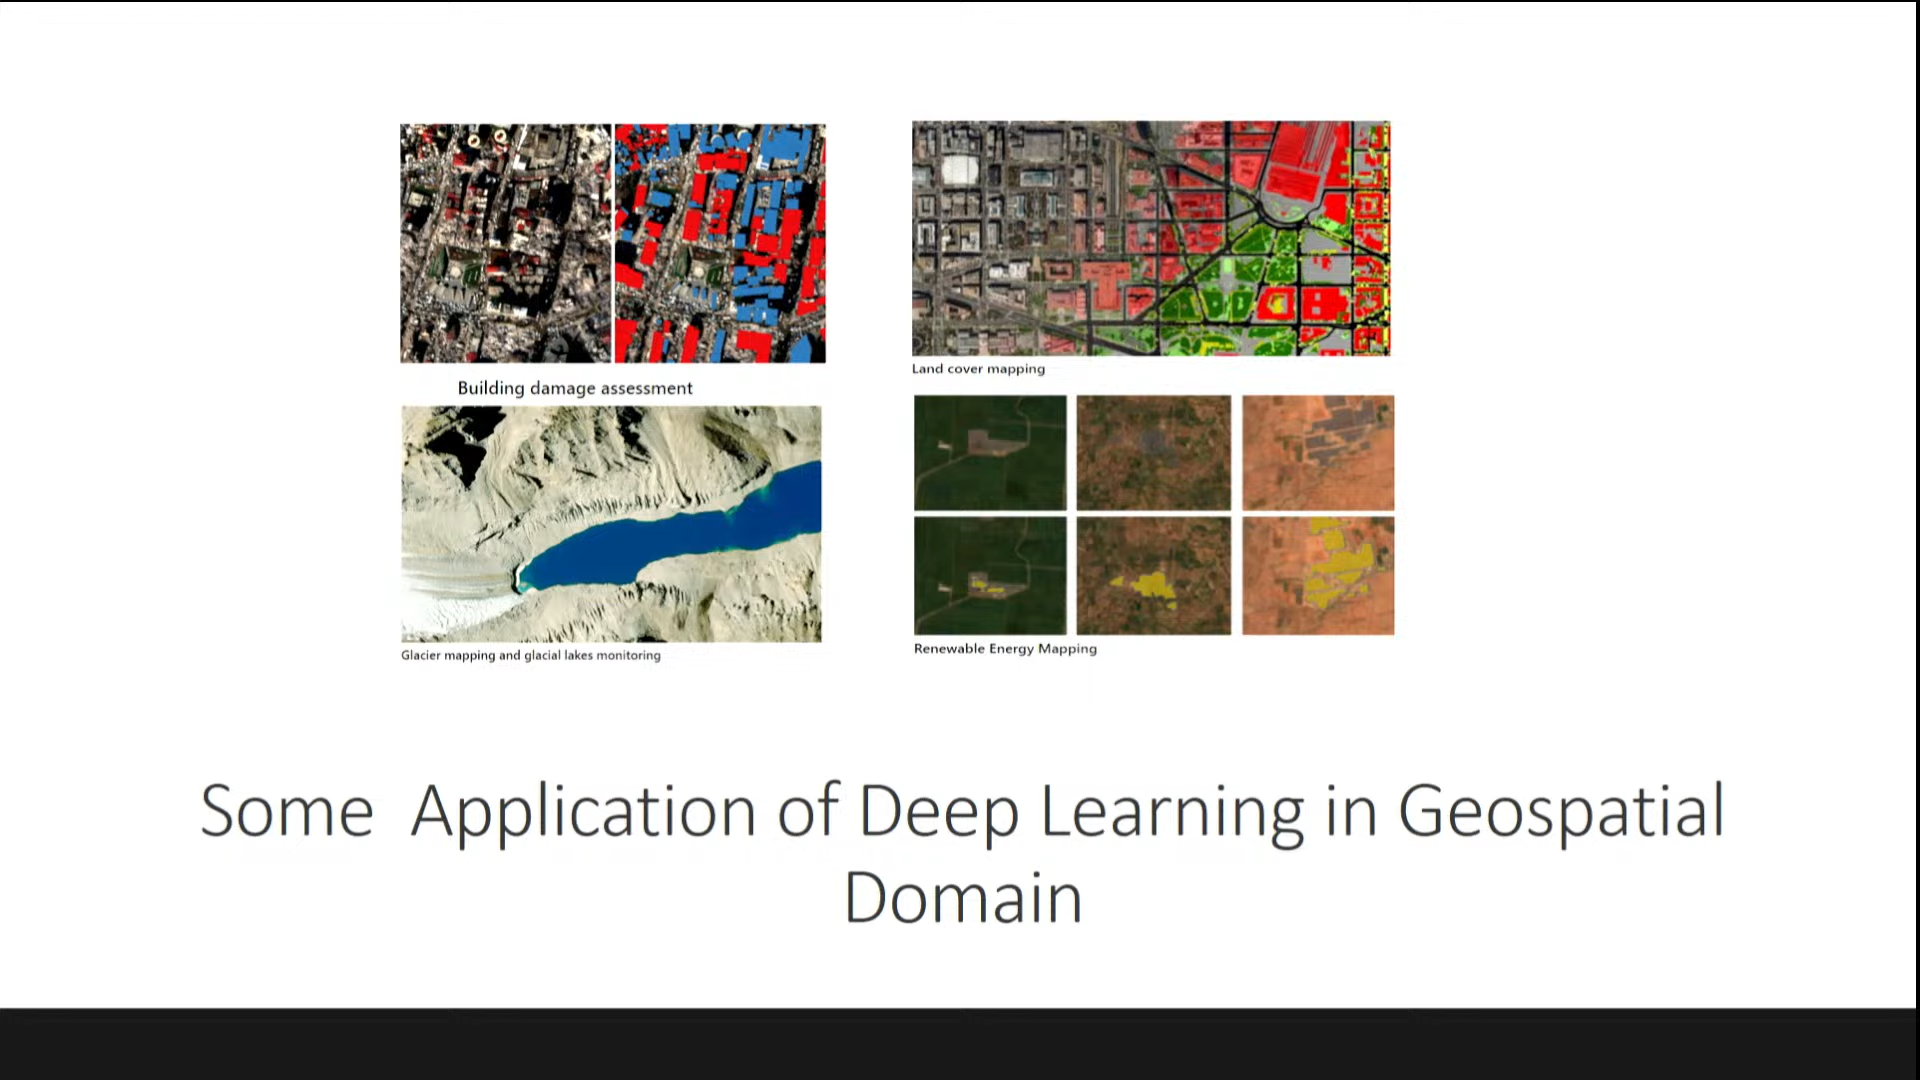 Building damage assessment
Land cover mapping
Glacier mapping and glacial lakes monitoring
Renewable Energy Mapping
Some  Application of Deep Learning in Geospatial
Domain